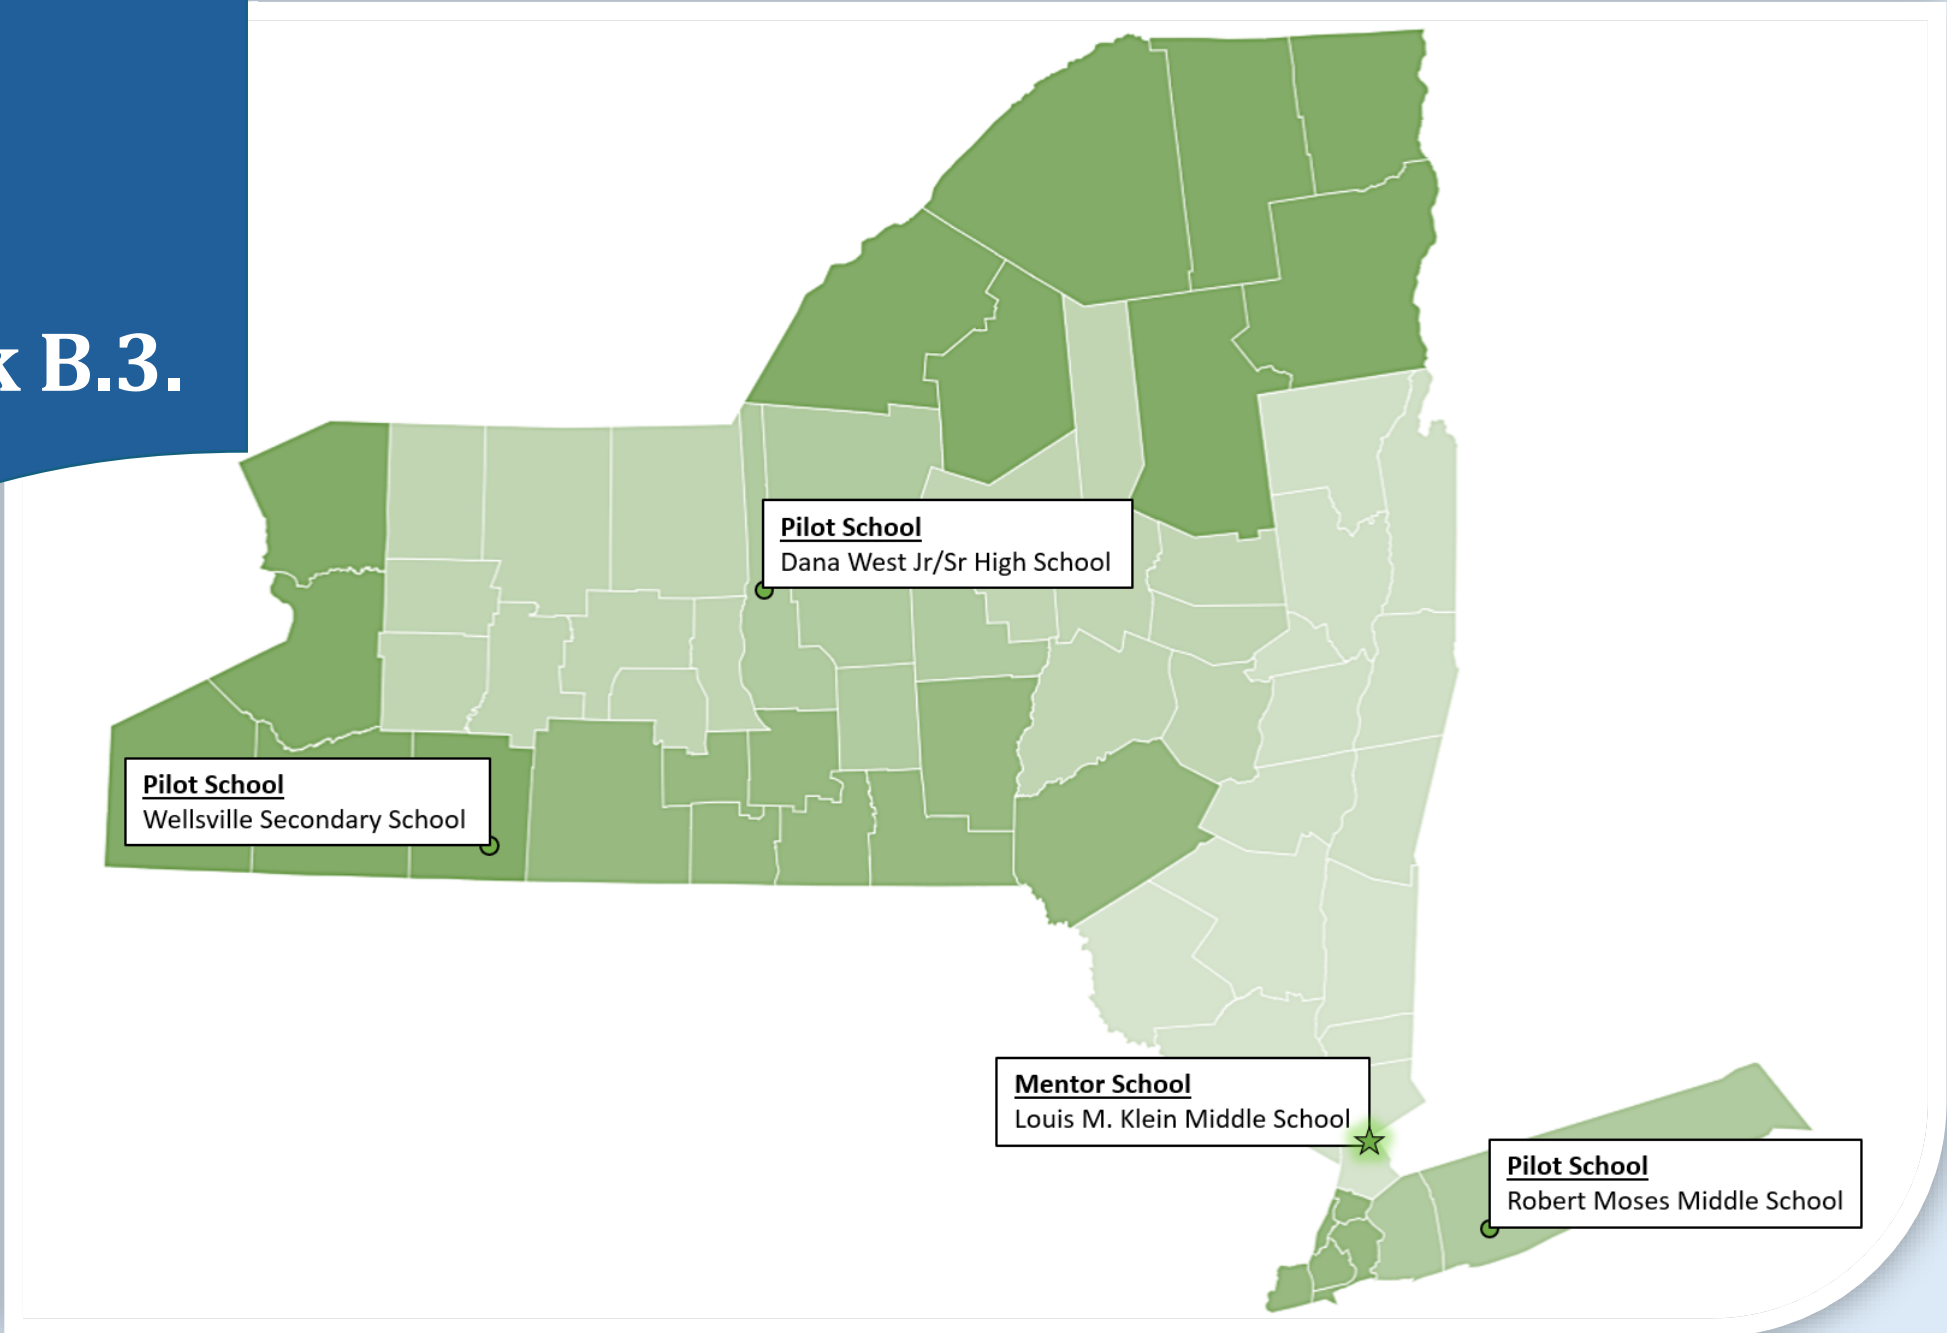 B.3.
Pilot School
Dana West Jr/Sr High School
Pilot School
Wellsville Secondary School
Mentor School
Louis M. Klein Middle School
Pilot School
Robert Moses Middle School